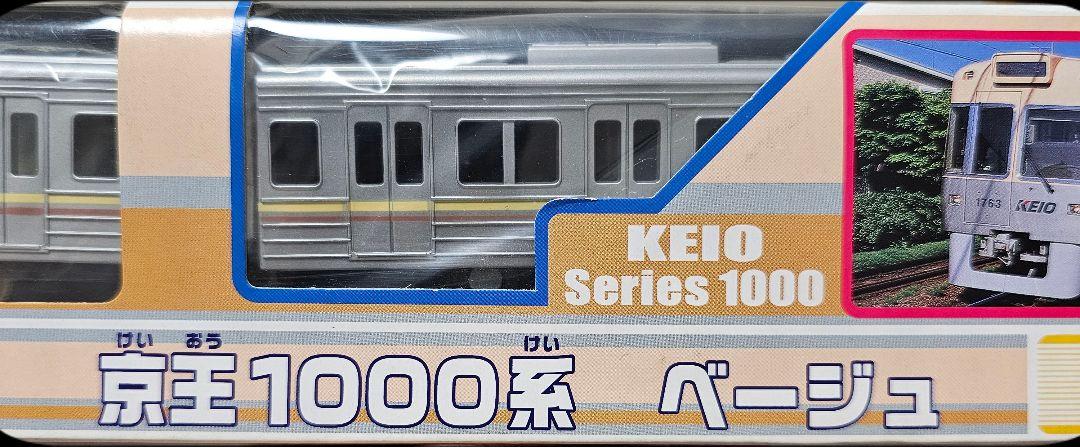 1763 KEIO
KEIO
Series 1000
けい おう けい
京王1000系 ベージュ